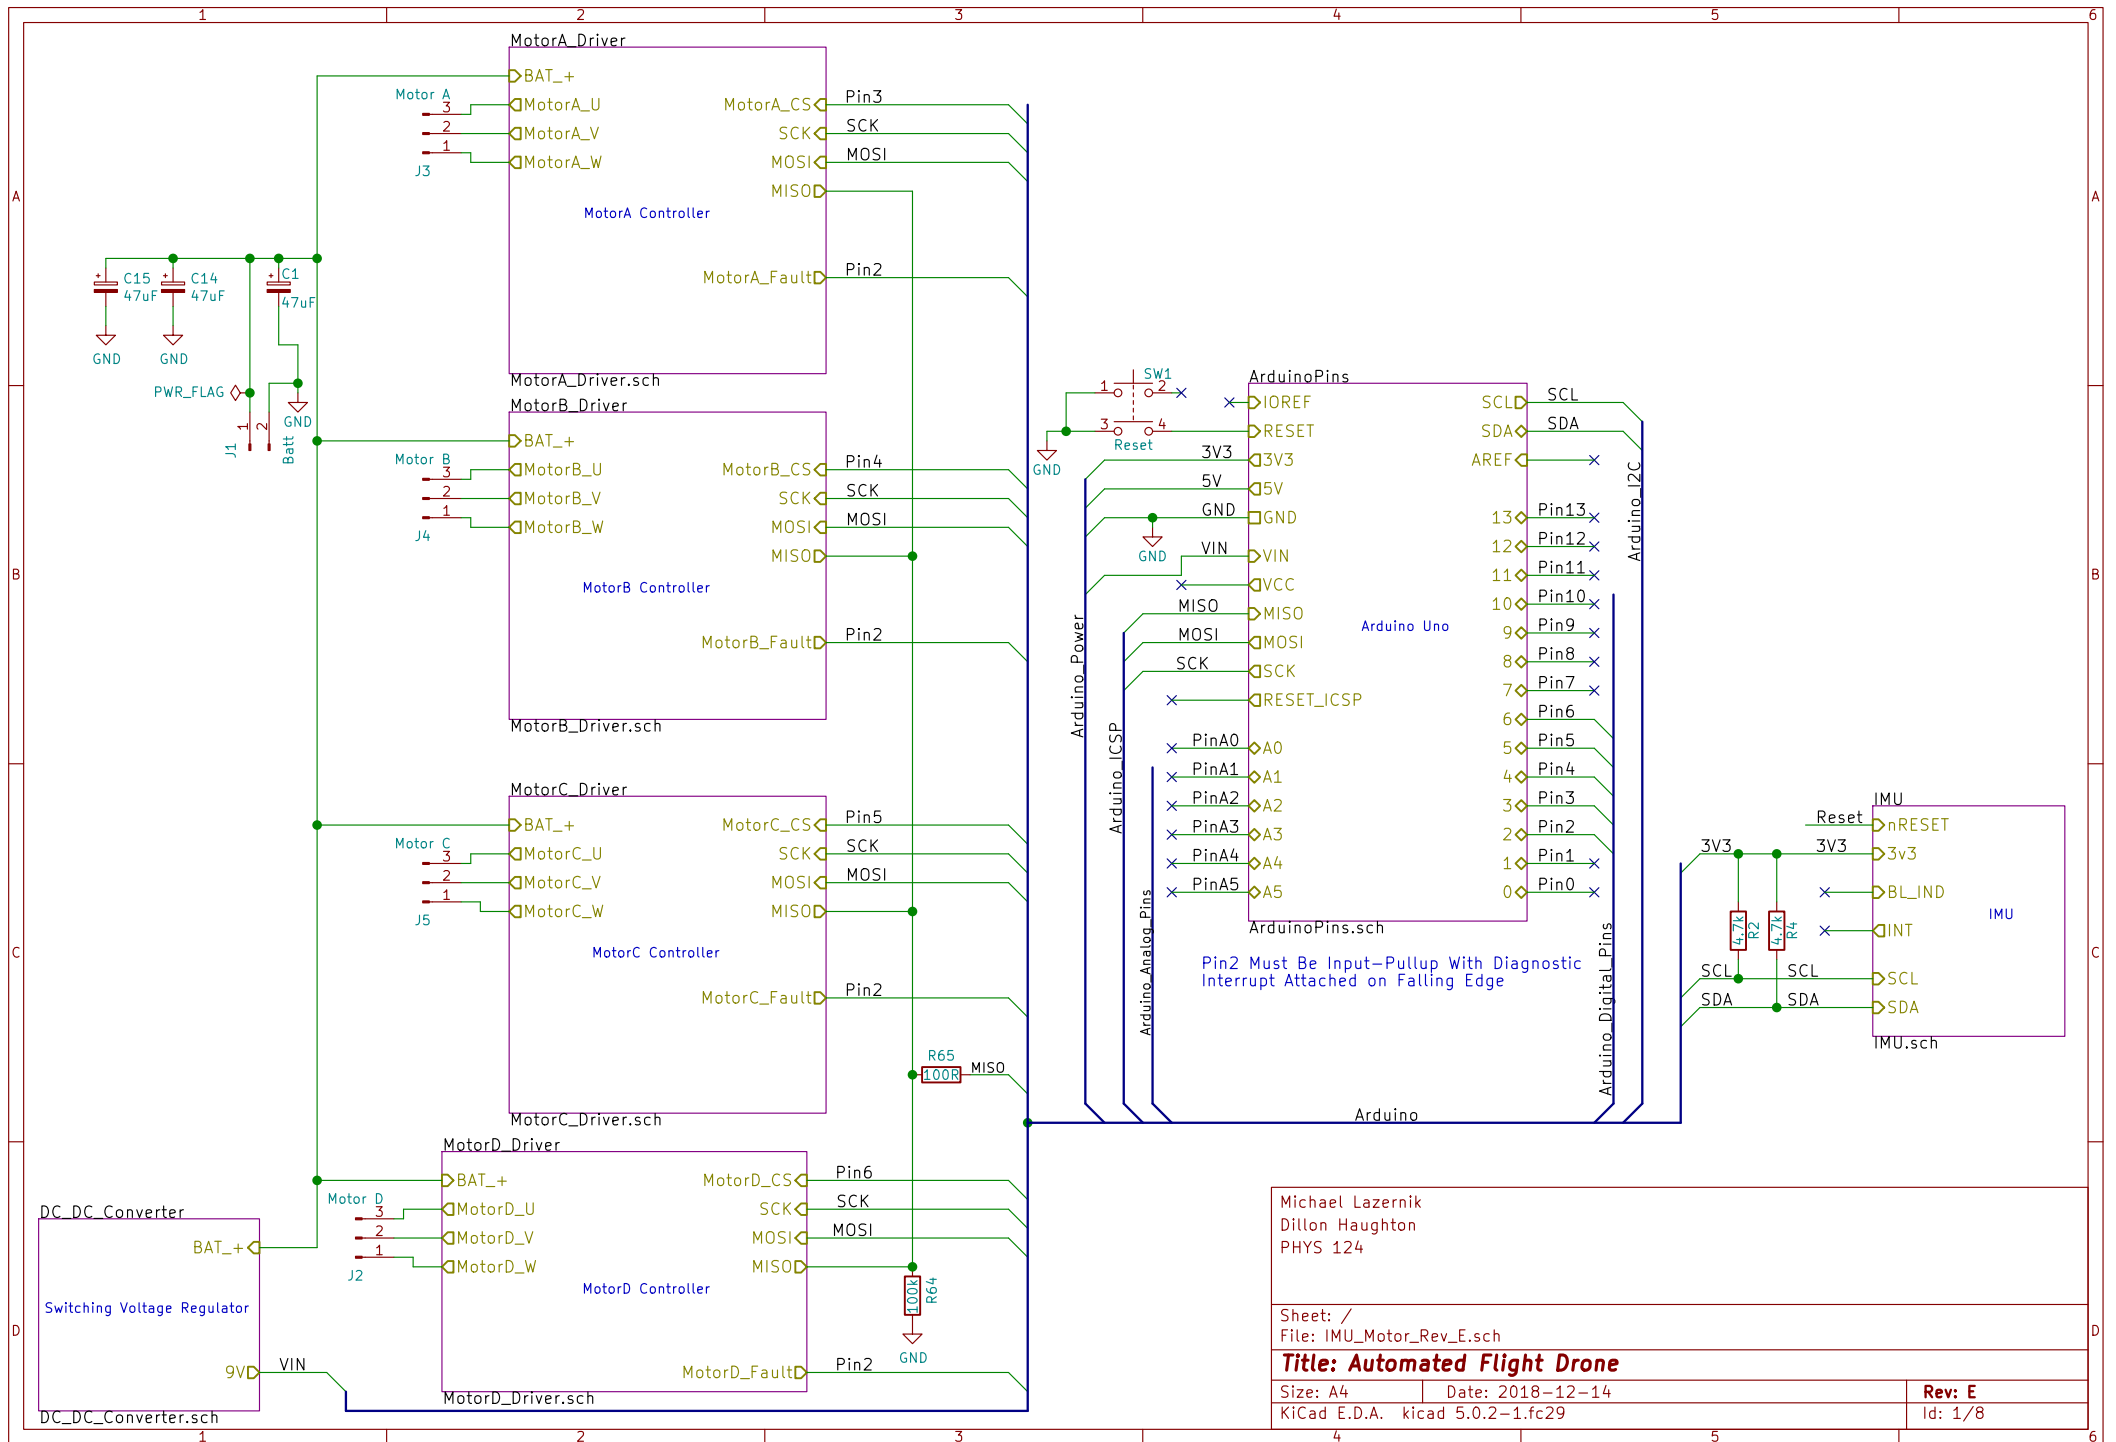 1 2 3 4 5 6
A
B
C
D
A
B
C
D
1 2 3 4 5 6
MotorA_Driver
BAT_+
MotorA_U
MotorA_V
MotorA_W
MotorA_CS
SCK
MOSI
MISO
MotorA Controller
MotorA_Fault
MotorA_Driver.sch
Pin3
SCK
MOSI
Pin2
Motor A
3
2
1
J3
C15
47uF
GND
C14
47uF
GND
C1
47uF
PWR_FLAG
GND
1
2
J1
Batt
MotorB_Driver
BAT_+
MotorB_U
MotorB_V
MotorB_W
MotorB_CS
SCK
MOSI
MISO
MotorB Controller
MotorB_Fault
MotorB_Driver.sch
Pin4
SCK
MOSI
Pin2
Motor B
3
2
1
J4
MotorC_Driver
BAT_+
MotorC_U
MotorC_V
MotorC_W
MotorC_CS
SCK
MOSI
MISO
MotorC Controller
MotorC_Fault
MotorC_Driver.sch
Pin5
SCK
MOSI
Pin2
Motor C
3
2
1
J5
R65
100R
MISO
MotorD_Driver
BAT_+
MotorD_U
MotorD_V
MotorD_W
MotorD_CS
SCK
MOSI
MISO
MotorD Controller
MotorD_Fault
MotorD_Driver.sch
Pin6
SCK
MOSI
Pin2
Motor D
3
2
1
J2
100k
R64
GND
DC_DC_Converter
BAT_+
Switching Voltage Regulator
9V
VIN
DC_DC_Converter.sch
SW1
1
2
3
4
Reset
GND
ArduinoPins
IOREF
RESET
3V3
3V3
5V
5V
GND
GND
GND
VIN
VIN
VCC
MISO
MISO
MOSI
MOSI
SCK
SCK
RESET_ICSP
PinA0
A0
PinA1
A1
PinA2
A2
PinA3
A3
PinA4
A4
PinA5
A5
Arduino Uno
SCL
SCL
SDA
SDA
AREF
13
Pin13
12
Pin12
11
Pin11
10
Pin10
9
Pin9
8
Pin8
7
Pin7
6
Pin6
5
Pin5
4
Pin4
3
Pin3
2
Pin2
1
Pin1
0
Pin0
ArduinoPins.sch
Pin2 Must Be Input-Pullup With Diagnostic
Interrupt Attached on Falling Edge
Arduino_Power
Arduino_ICSP
Arduino_Analog_Pins
Arduino_Digital_Pins
Arduino_I2C
Arduino
IMU
Reset
nRESET
3V3
3V3
3v3
BL_IND
IMU
INT
4.7k
R2
4.7k
R4
SCL
SCL
SCL
SDA
SDA
SDA
IMU.sch
Michael Lazernik
Dillon Haughton
PHYS 124
Sheet: /
File: IMU_Motor_Rev_E.sch
Title: Automated Flight Drone
Size: A4
Date: 2018-12-14
Rev: E
KiCad E.D.A. kicad 5.0.2-1.fc29
Id: 1/8